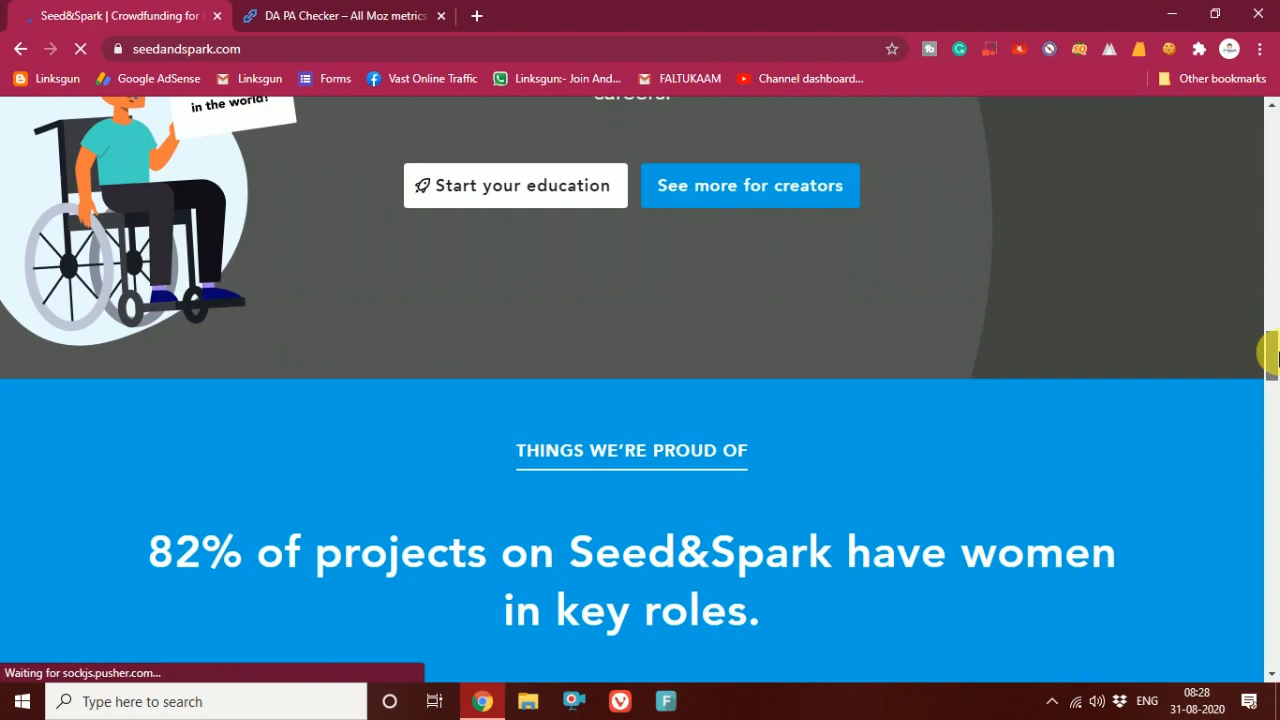 Seed&Spark | Crowdfunding for
DA PA Checker – All Moz metrics
seedandspark.com
Linksgun
Google AdSense
Linksgun
Forms
Vast Online Traffic
Linksgun:- Join And...
FALTUKAAM
Channel dashboard...
Other bookmarks
in the world!
careers.
Start your education
See more for creators
THINGS WE'RE PROUD OF
82% of projects on Seed&Spark have women
in key roles.
Waiting for sockjs.pusher.com...
Type here to search
ENG
08:28
31-08-2020